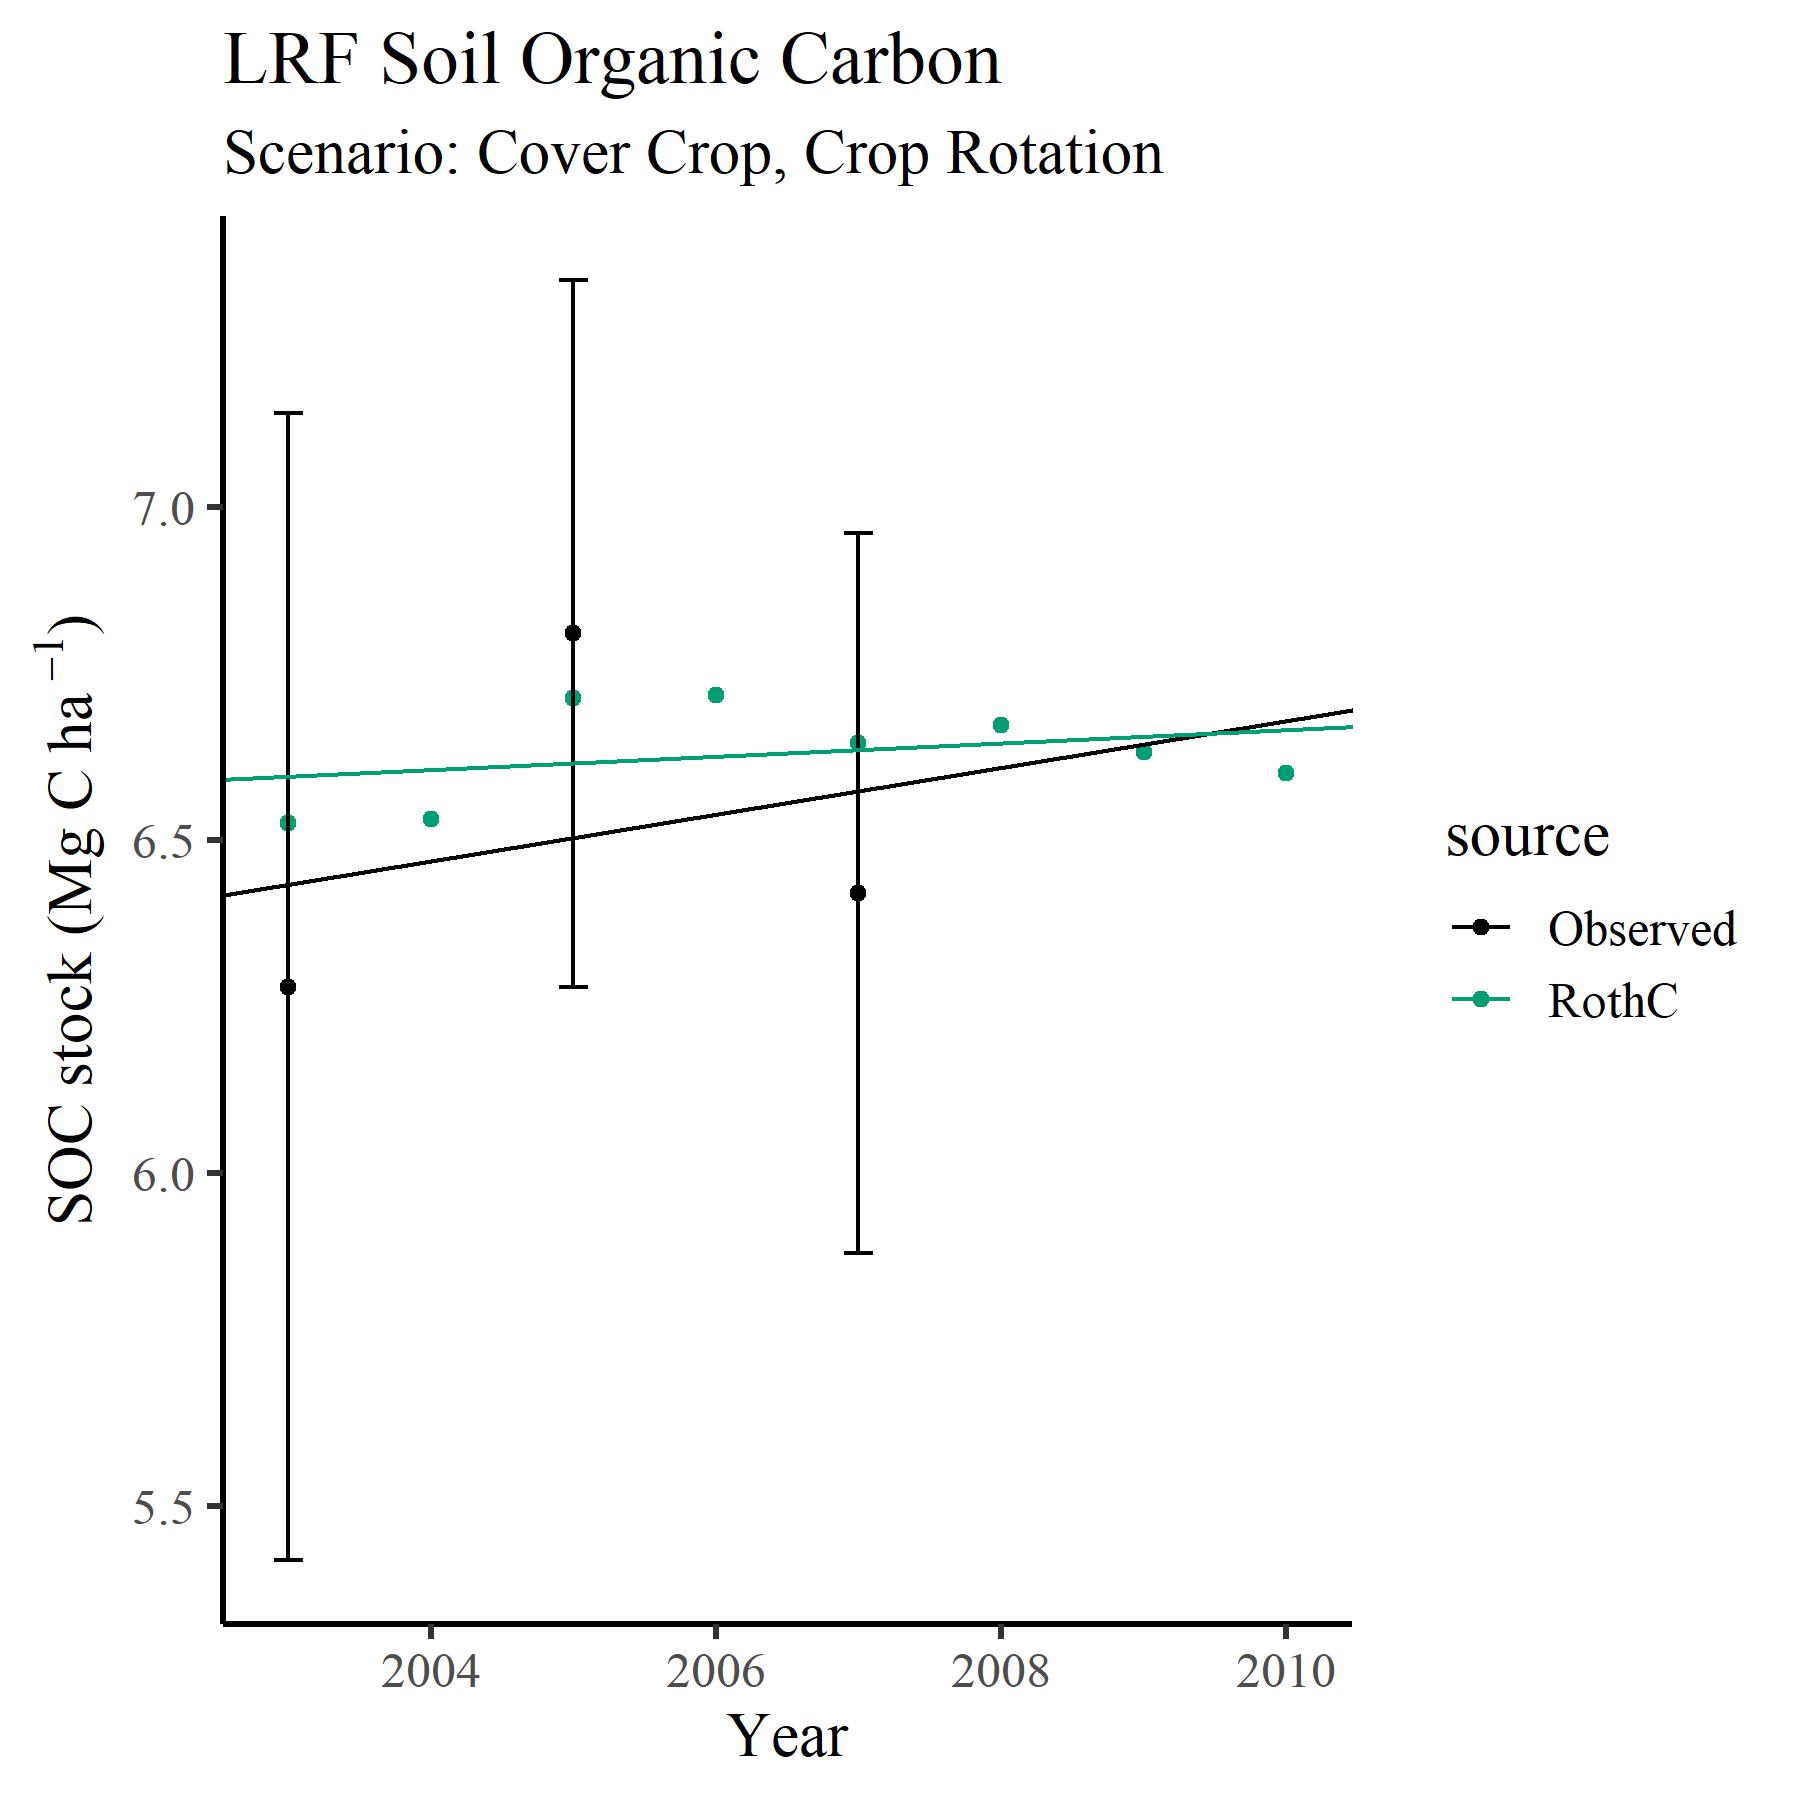 LRF Soil Organic Carbon
Scenario: Cover Crop, Crop Rotation
SOC stock (Mg C ha −1)
7.0
6.5
6.0
5.5
2004 2006 2008 2010
Year
source
Observed
RothC